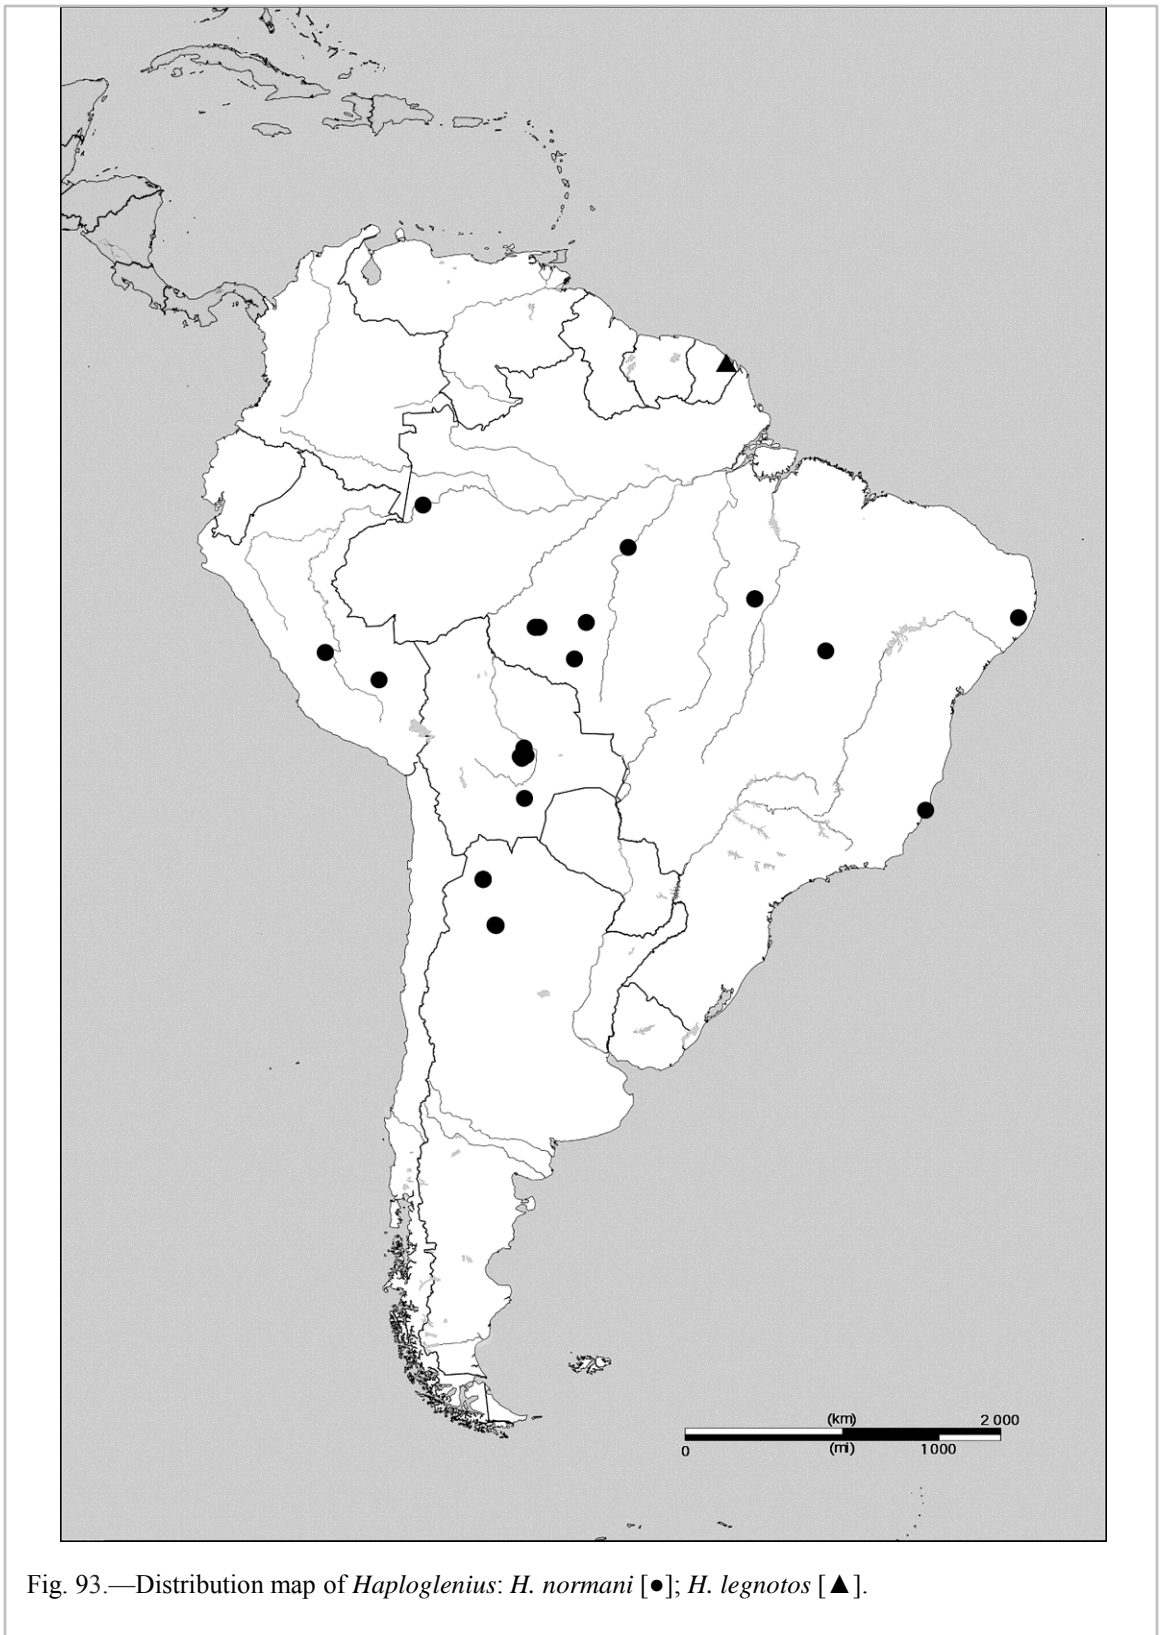 (km) 2 000
0 (mi) 1000
Fig. 93.—Distribution map of Haploglenius: H. normani [●]; H. legnotos [▲].